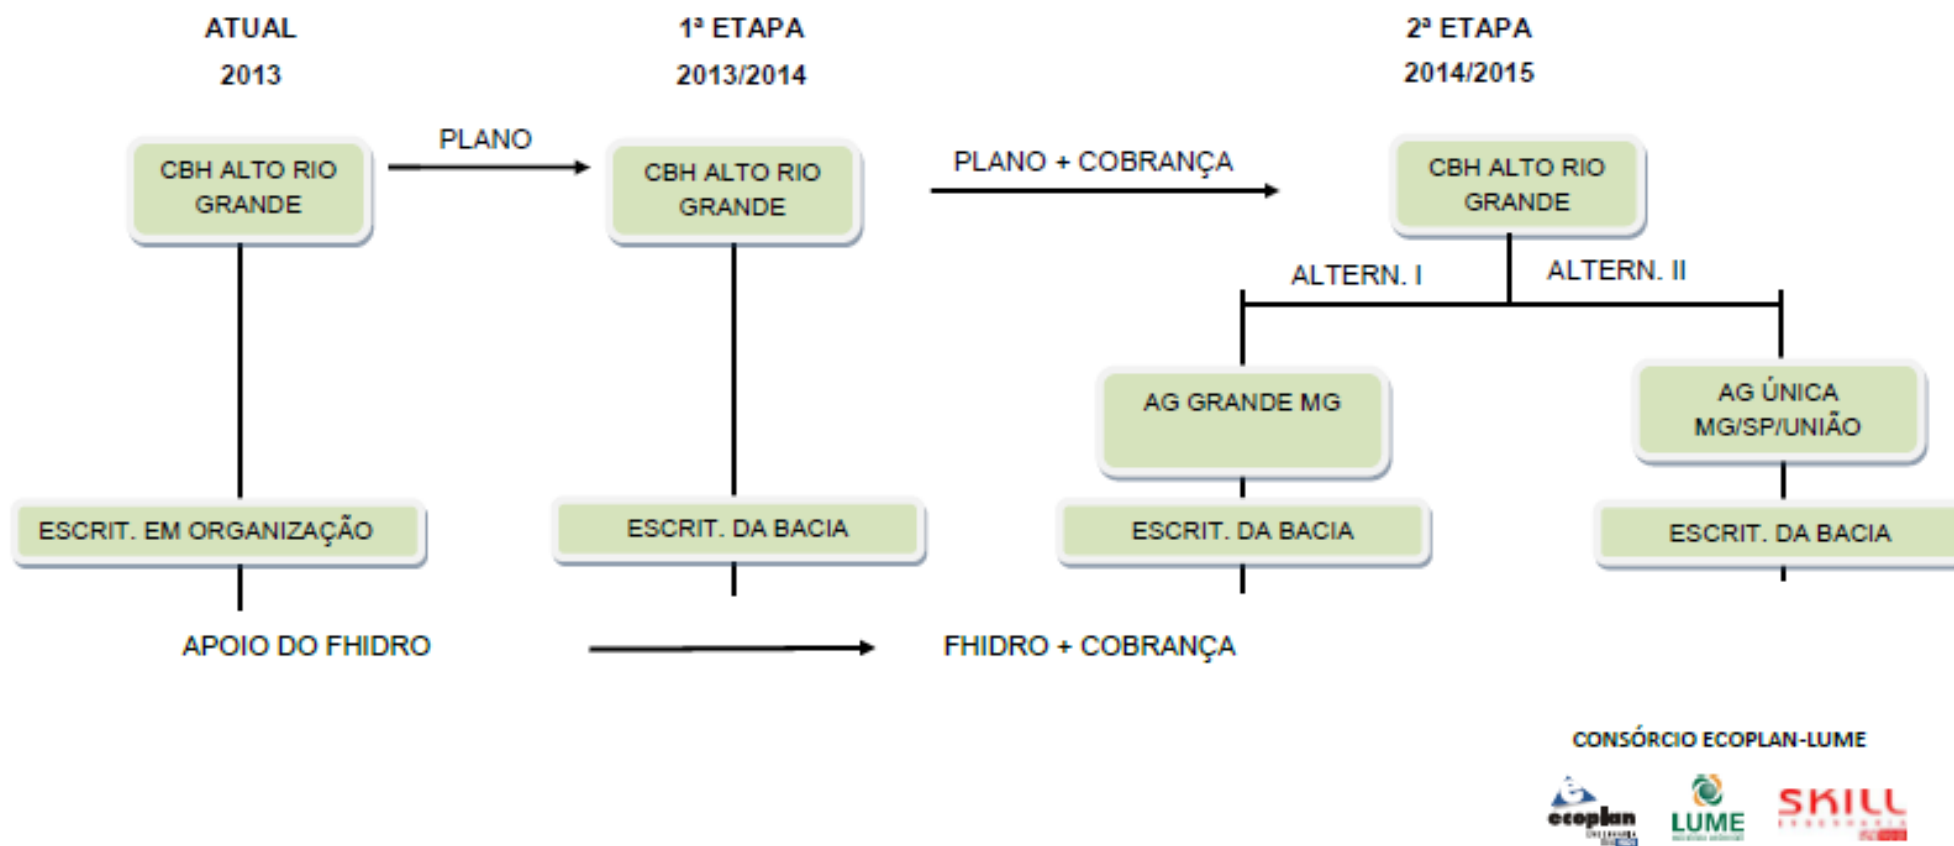 ATUAL
2013
1ª ETAPA
2013/2014
2ª ETAPA
2014/2015
CBH ALTO RIO
GRANDE
PLANO
CBH ALTO RIO
GRANDE
PLANO + COBRANÇA
CBH ALTO RIO
GRANDE
ALTERN. I
ALTERN. II
AG GRANDE MG
AG ÚNICA
MG/SP/UNIÃO
ESCRIT. EM ORGANIZAÇÃO
ESCRIT. DA BACIA
ESCRIT. DA BACIA
ESCRIT. DA BACIA
APOIO DO FHIDRO
FHIDRO + COBRANÇA
CONSÓRCIO ECOPLAN-LUME
ecoplan
LUME
SKILL